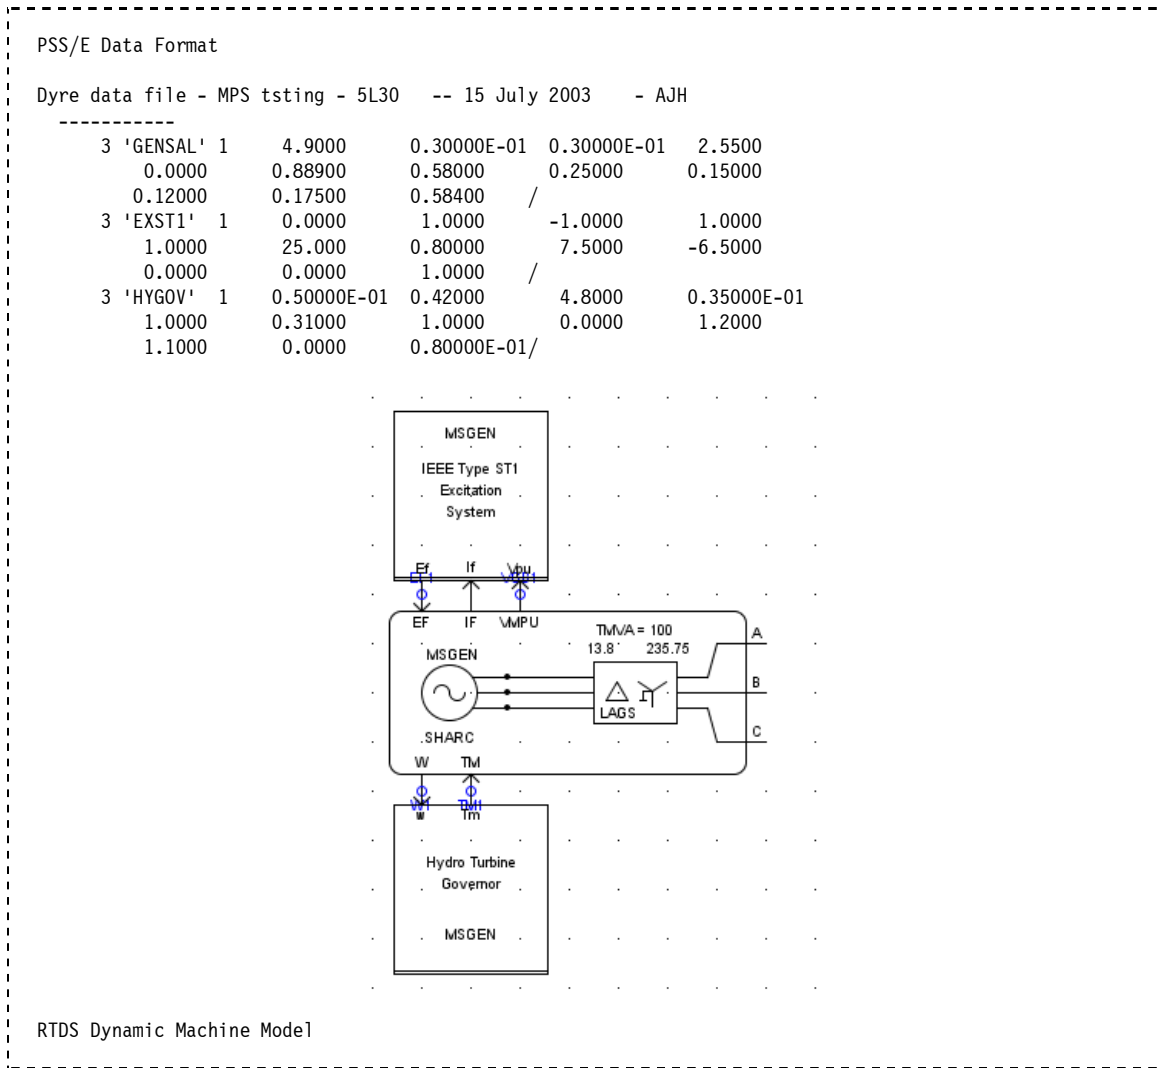 PSS/E Data Format
Dyre data file - MPS tsting - 5L30 -- 15 July 2003 - AJH
-----------
3 'GENSAL' 1 4.9000 0.30000E-01 0.30000E-01 2.5500
0.0000 0.88900 0.58000 0.25000 0.15000
0.12000 0.17500 0.58400 /
3 'EXST1' 1 0.0000 1.0000 -1.0000 1.0000
1.0000 25.000 0.80000 7.5000 -6.5000
0.0000 0.0000 1.0000 /
3 'HYGOV' 1 0.50000E-01 0.42000 4.8000 0.35000E-01
1.0000 0.31000 1.0000 0.0000 1.2000
1.1000 0.0000 0.80000E-01/
MSGEN
IEEE Type ST1
Excitation
System
Ef If Vpu
EF IF VMPU
TMVA = 100
13.8 235.75
A
MSGEN
B
LAGS
C
SHARC
W TM
W1 TM1
w Tm
Hydro Turbine
Governor
MSGEN
RTDS Dynamic Machine Model